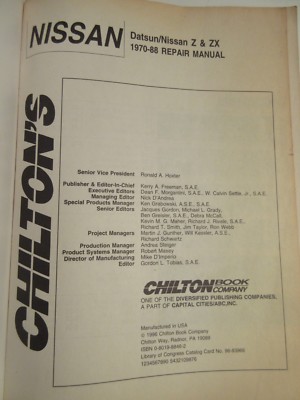 NISSAN
Datsun/Nissan Z & ZX
1970-88 REPAIR MANUAL
CHILTON'S
Senior Vice President Ronald A. Hoxter
Publisher & Editor-In-Chief Kerry A. Freeman, S.A.E.
Executive Editors Dean F. Morgantini, S.A.E., W. Calvin Settle, Jr., S.A.E.
Managing Editor Nick D'Andrea
Special Products Manager Ken Grabowski, A.S.E., S.A.E.
Senior Editors Jacques Gordon, Michael L. Grady,
Ben Greisler, S.A.E., Debra McCall,
Kevin M. G. Maher, Richard J. Rivele, S.A.E.,
Richard T. Smith, Jim Taylor, Ron Webb
Project Managers Martin J. Gunther, Will Kessler, A.S.E.,
Richard Schwartz
Production Manager Andrea Steiger
Product Systems Manager Robert Maxey
Director of Manufacturing Mike D'Imperio
Editor Gordon L. Tobias, S.A.E.
CHILTON BOOK COMPANY
ONE OF THE DIVERSIFIED PUBLISHING COMPANIES,
A PART OF CAPITAL CITIES/ABC, INC.
Manufactured in USA
Chilton Book Company
Chilton Way, Radnor, PA 19089
Library of Congress Catalog Card No.